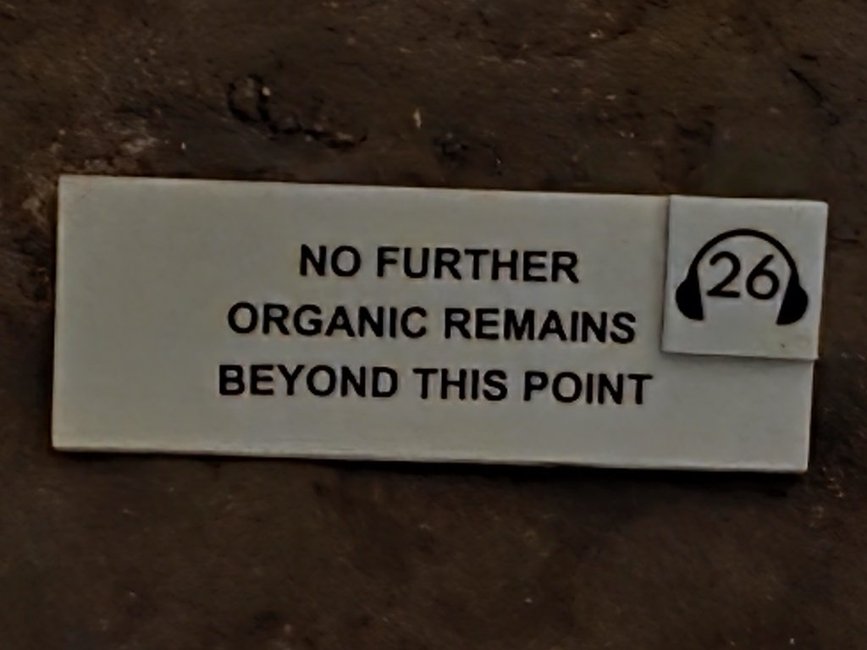 NO FURTHER
ORGANIC REMAINS
BEYOND THIS POINT
26